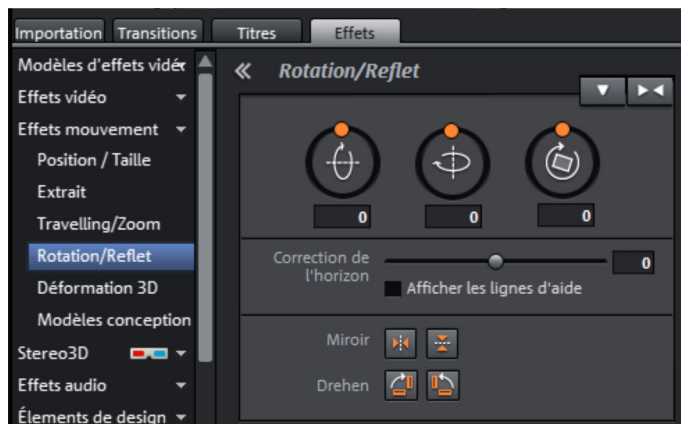 Importation Transitions Titres Effets
Modèles d'effets vidér
Effets vidéo
Effets mouvement
Position / Taille
Extrait
Travelling/Zoom
Rotation/Reflet
Déformation 3D
Modèles conception
Stereo3D
Effets audio
Élements de design
Rotation/Reflet
0 0 0
Correction de
l'horizon
0
Afficher les lignes d'aide
Miroir
Drehen